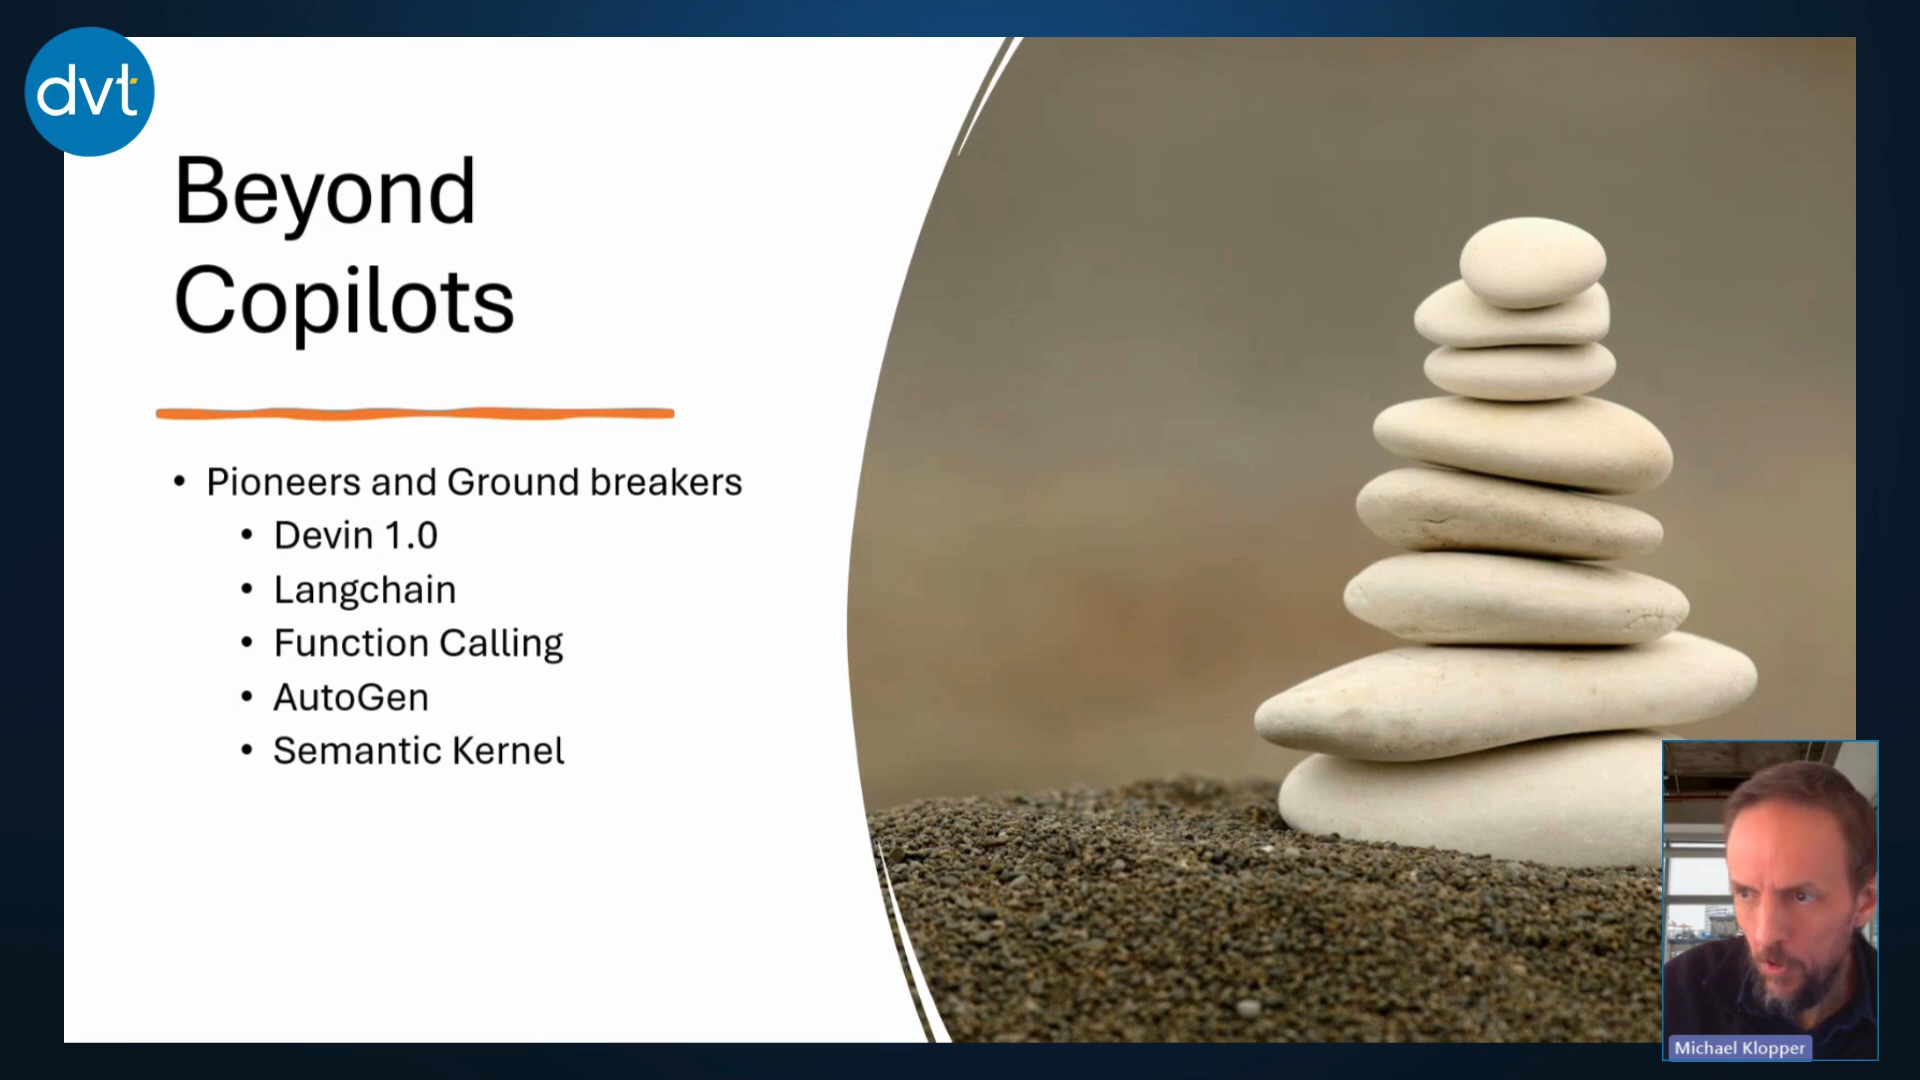 dvt
Beyond
Copilots
• Pioneers and Ground breakers
• Devin 1.0
• Langchain
• Function Calling
• AutoGen
• Semantic Kernel
Michael Klopper